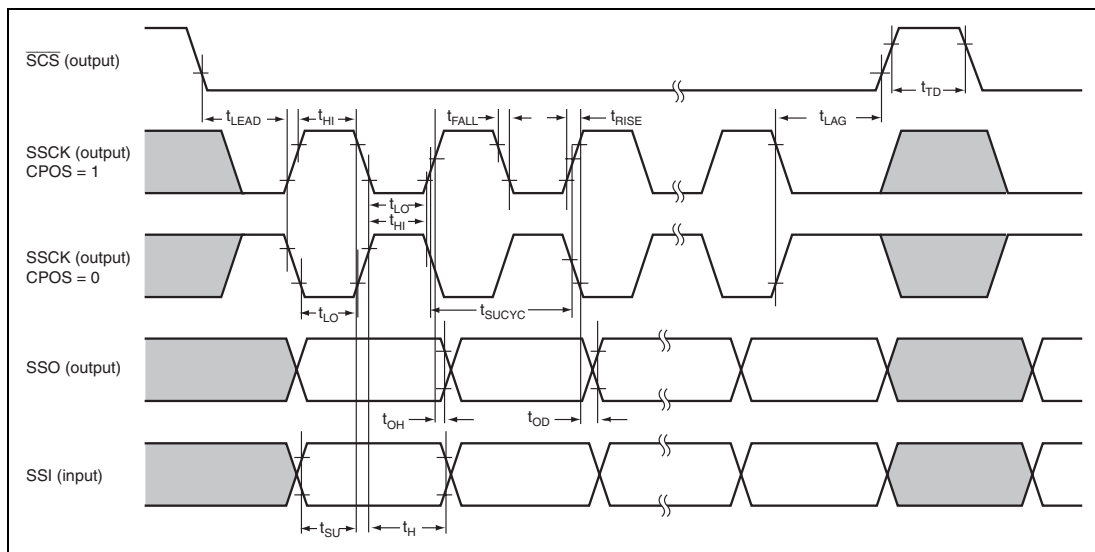 SCS (output)
tTD
tLEAD tHI tFALL tRISE tLAG
SSCK (output)
CPOS = 1
tLO
tHI
SSCK (output)
CPOS = 0
tLO tSUCYC
SSO (output)
tOH tOD
SSI (input)
tSU tH